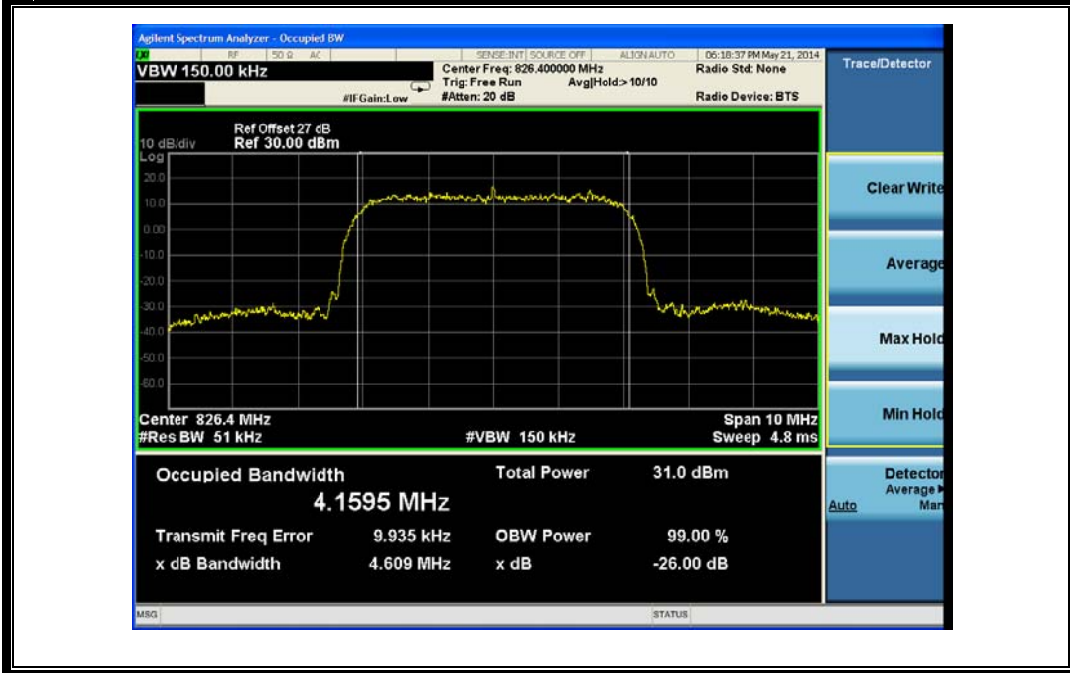 Agilent Spectrum Analyzer - Occupied BW
LXI RF 50 Ω AC SENSE:INT SOURCE OFF ALIGN AUTO 06:18:37 PM May 21, 2014
VBW 150.00 kHz
Center Freq: 826.400000 MHz
Radio Std: None
Trig: Free Run Avg|Hold:> 10/10
#IFGain:Low
#Atten: 20 dB
Radio Device: BTS
Trace/Detector
Ref Offset 27 dB
10 dB/div Ref 30.00 dBm
Log
20.0
10.0
0.00
-10.0
-20.0
-30.0
-40.0
-50.0
-60.0
Center 826.4 MHz
Span 10 MHz
#Res BW 51 kHz
#VBW 150 kHz
Sweep 4.8 ms
Occupied Bandwidth
Total Power 31.0 dBm
4.1595 MHz
Transmit Freq Error 9.935 kHz
OBW Power 99.00 %
x dB Bandwidth 4.609 MHz
x dB -26.00 dB
Clear Write
Average
Max Hold
Min Hold
Detector
Average
Auto Man
MSG
STATUS